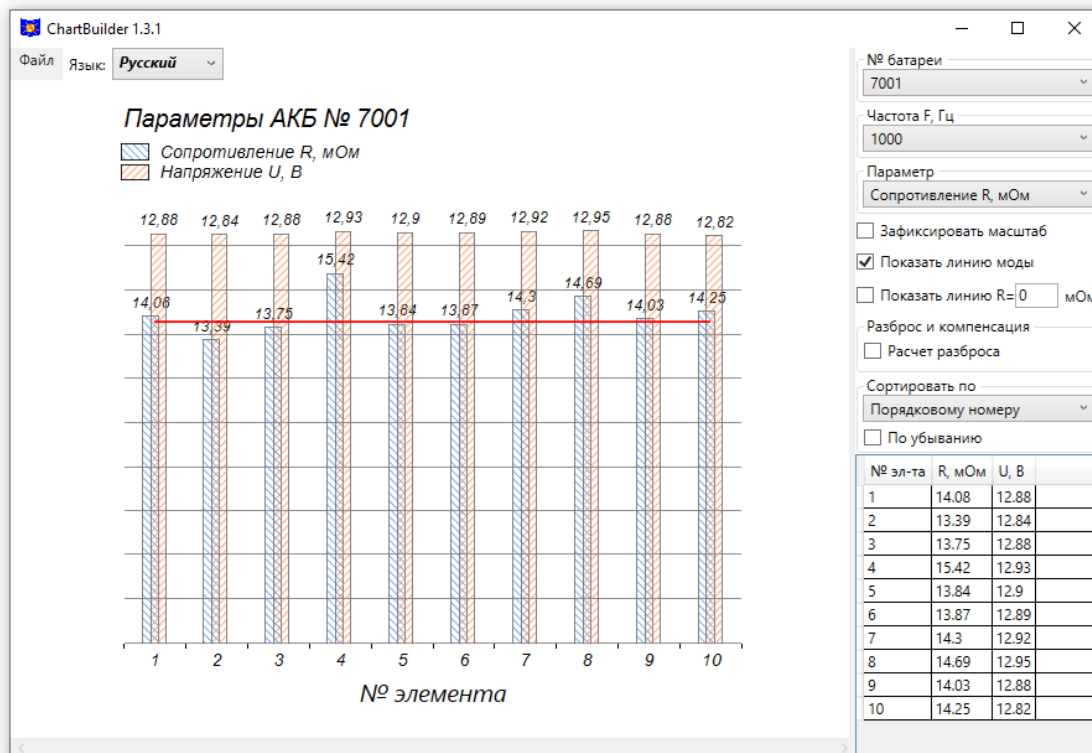 ChartBuilder 1.3.1
Файл Язык: Русский
Параметры АКБ № 7001
Сопротивление R, мОм
Напряжение U, В
12,88 12,84 12,88 12,93 12,9 12,89 12,92 12,95 12,88 12,82
14,08 13,39 13,75 15,42 13,84 13,87 14,3 14,69 14,03 14,25
1 2 3 4 5 6 7 8 9 10
№ элемента
№ батареи
7001
Частота F, Гц
1000
Параметр
Сопротивление R, мОм
Зафиксировать масштаб
Показать линию моды
Показать линию R= 0 мОм
Разброс и компенсация
Расчет разброса
Сортировать по
Порядковому номеру
По убыванию
№ эл-та R, мОм U, В
1 14.08 12.88
2 13.39 12.84
3 13.75 12.88
4 15.42 12.93
5 13.84 12.9
6 13.87 12.89
7 14.3 12.92
8 14.69 12.95
9 14.03 12.88
10 14.25 12.82